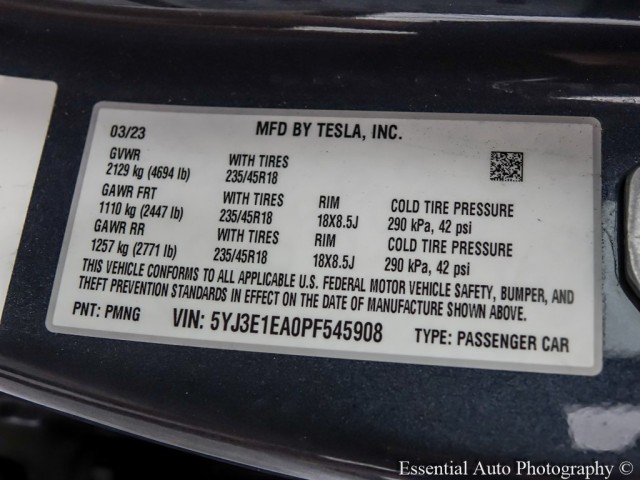 03/23 MFD BY TESLA, INC.
GVWR WITH TIRES
2129 kg (4694 lb) 235/45R18
GAWR FRT WITH TIRES RIM COLD TIRE PRESSURE
1110 kg (2447 lb) 235/45R18 18X8.5J 290 kPa, 42 psi
GAWR RR WITH TIRES RIM COLD TIRE PRESSURE
1257 kg (2771 lb) 235/45R18 18X8.5J 290 kPa, 42 psi
THIS VEHICLE CONFORMS TO ALL APPLICABLE U.S. FEDERAL MOTOR VEHICLE SAFETY, BUMPER, AND
THEFT PREVENTION STANDARDS IN EFFECT ON THE DATE OF MANUFACTURE SHOWN ABOVE.
PNT: PMNG VIN: 5YJ3E1EA0PF545908 TYPE: PASSENGER CAR
Essential Auto Photography ©